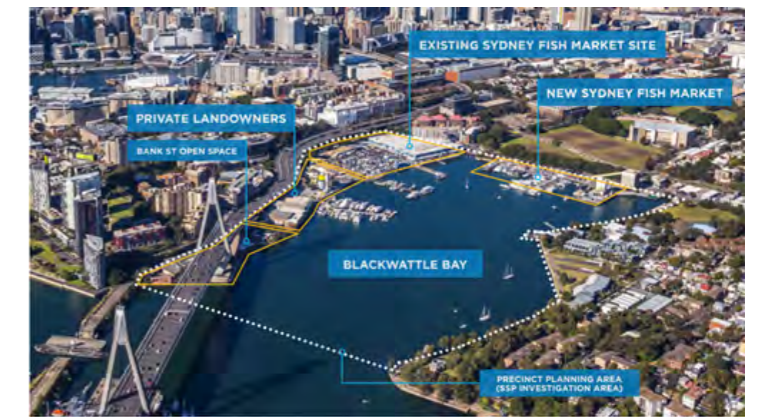 EXISTING SYDNEY FISH MARKET SITE
NEW SYDNEY FISH MARKET
PRIVATE LANDOWNERS
BANK ST OPEN SPACE
BLACKWATTLE BAY
PRECINCT PLANNING AREA
(SSP INVESTIGATION AREA)